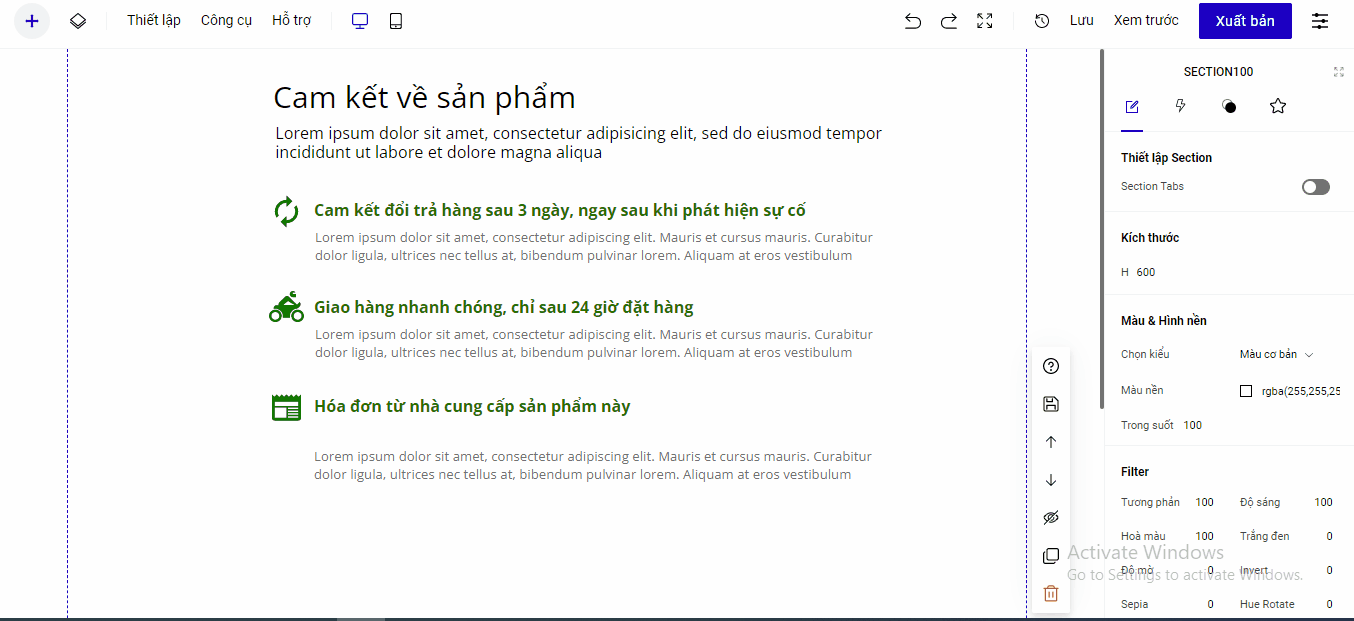 Thiết lập Công cụ Hỗ trợ Lưu Xem trước Xuất bản
Cam kết về sản phẩm
Lorem ipsum dolor sit amet, consectetur adipisicing elit, sed do eiusmod tempor
incididunt ut labore et dolore magna aliqua
Cam kết đổi trả hàng sau 3 ngày, ngay sau khi phát hiện sự cố
Lorem ipsum dolor sit amet, consectetur adipiscing elit. Mauris et cursus mauris. Curabitur
dolor ligula, ultrices nec tellus at, bibendum pulvinar lorem. Aliquam at eros vestibulum
Giao hàng nhanh chóng, chỉ sau 24 giờ đặt hàng
Lorem ipsum dolor sit amet, consectetur adipiscing elit. Mauris et cursus mauris. Curabitur
dolor ligula, ultrices nec tellus at, bibendum pulvinar lorem. Aliquam at eros vestibulum
Hóa đơn từ nhà cung cấp sản phẩm này
Lorem ipsum dolor sit amet, consectetur adipiscing elit. Mauris et cursus mauris. Curabitur
dolor ligula, ultrices nec tellus at, bibendum pulvinar lorem. Aliquam at eros vestibulum
SECTION100
Thiết lập Section
Section Tabs
Kích thước
H 600
Màu & Hình nền
Chọn kiểu Màu cơ bản
Màu nền rgba(255,255,25
Trong suốt 100
Filter
Tương phản 100 Độ sáng 100
Hoà màu 100 Trắng đen 0
Độ mờ 0 Invert 0
Sepia 0 Hue Rotate 0
Activate Windows
Go to Settings to activate Windows.